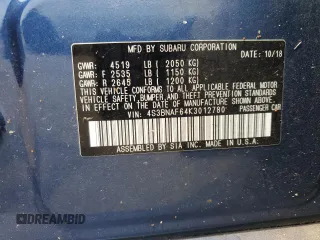 MFD BY SUBARU CORPORATION
10/18
GVWR: 4519 LB ( 2050 KG)
GAWR: F 2535 LB ( 1150 KG)
GAWR: R 2645 LB ( 1200 KG)
THIS VEHICLE CONFORMS TO ALL APPLICABLE FEDERAL MOTOR
VEHICLE SAFETY, BUMPER, AND THEFT PREVENTION STANDARDS
IN EFFECT ON THE DATE OF MANUFACTURE SHOWN ABOVE.
VIN: 4S3BNAF64K3012780 PASSENGER CAR
ASSEMBLED BY SIA INC. MADE IN U.S.A.
DREAMBID